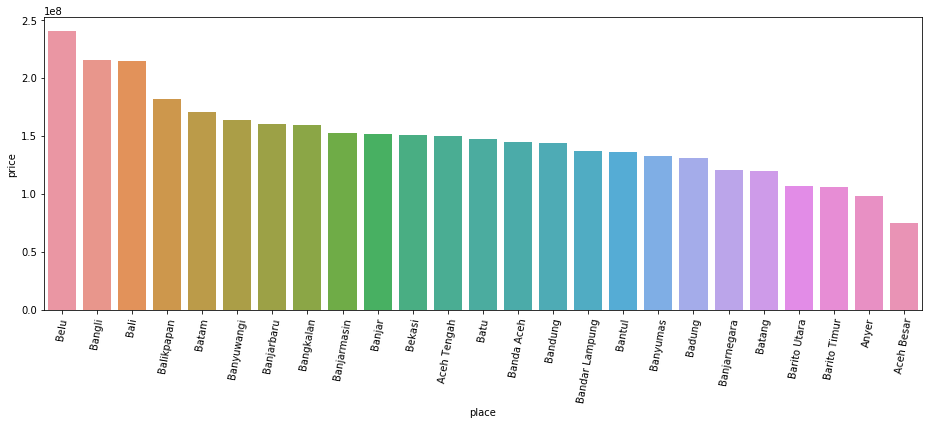 1e8
2.5
2.0
1.5
1.0
0.5
0.0
price
Belu
Bangli
Bali
Balikpapan
Batam
Banyuwangi
Banjarbaru
Bangkalan
Banjarmasin
Banjar
Bekasi
Aceh Tengah
Batu
Banda Aceh
Bandung
Bandar Lampung
Bantul
Banyumas
Badung
Banjarnegara
Batang
Barito Utara
Barito Timur
Anyer
Aceh Besar
place